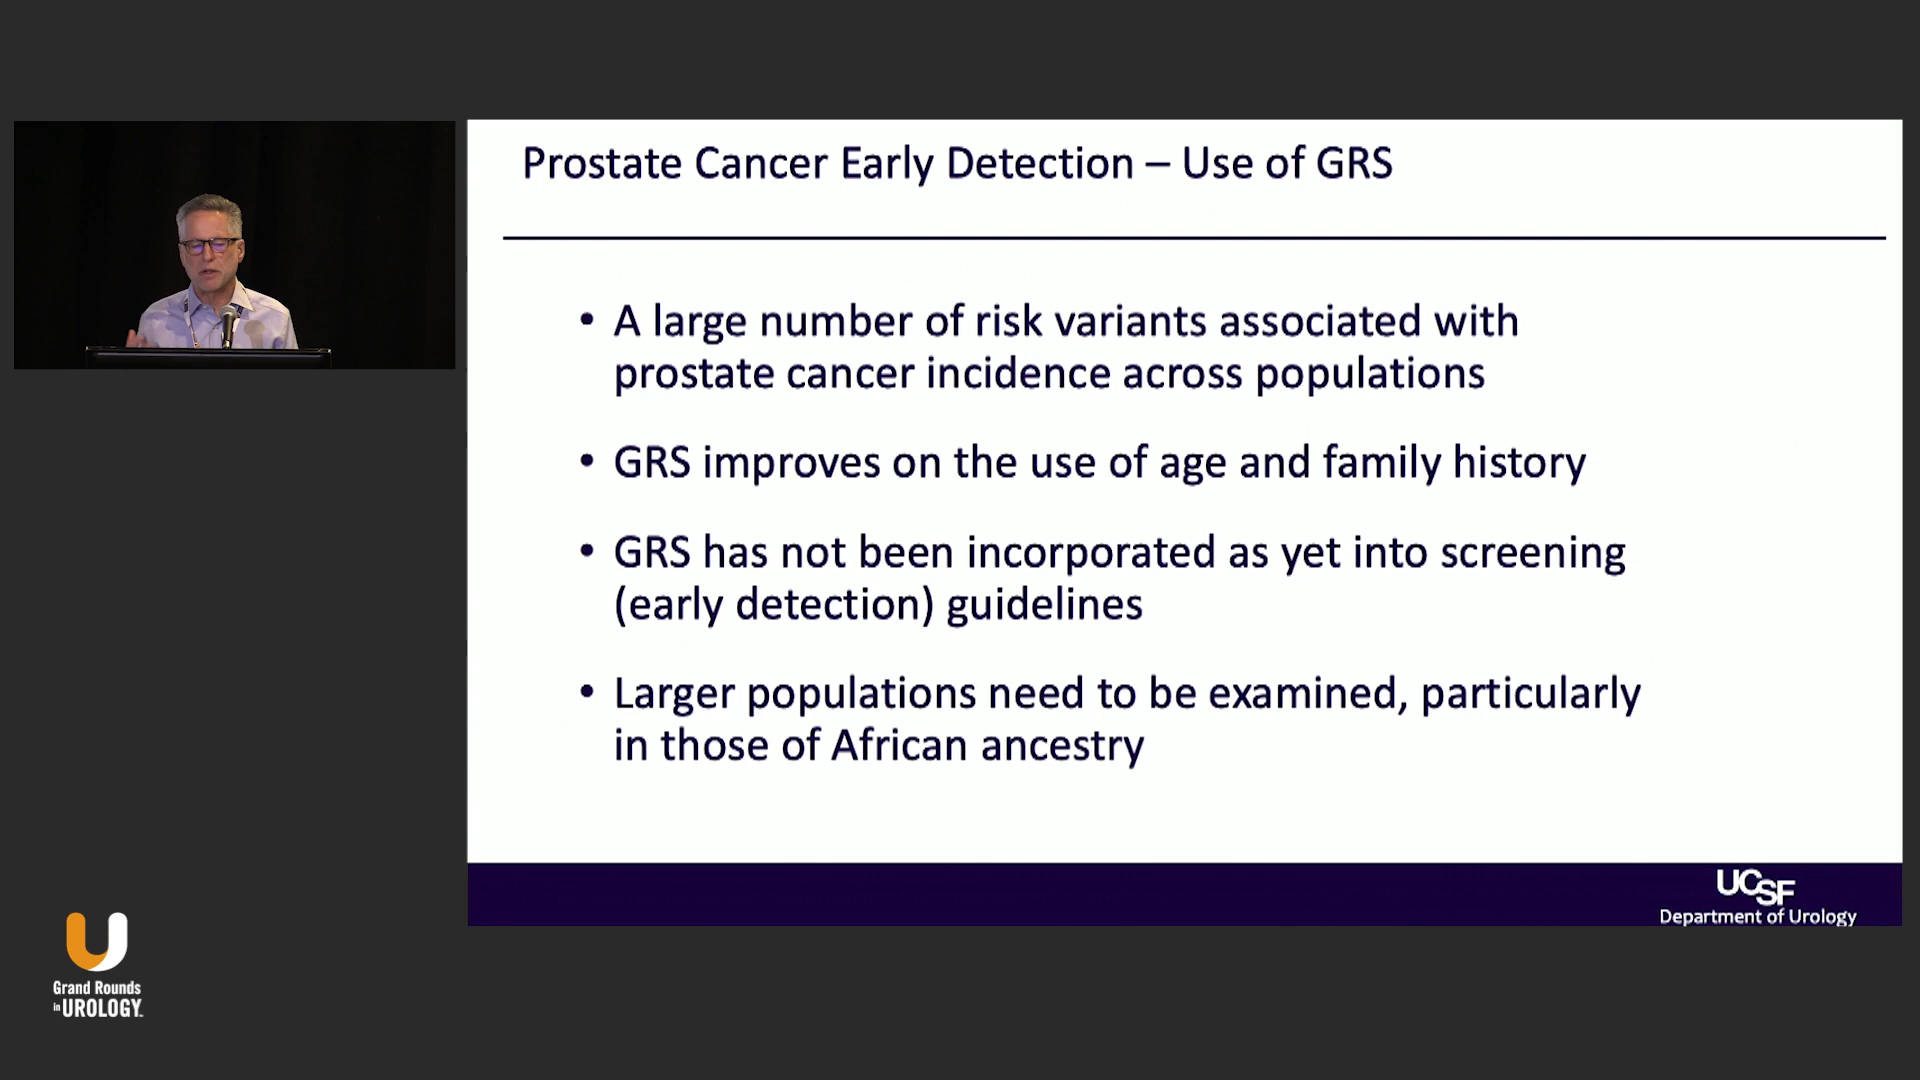 Prostate Cancer Early Detection – Use of GRS
• A large number of risk variants associated with
prostate cancer incidence across populations
• GRS improves on the use of age and family history
• GRS has not been incorporated as yet into screening
(early detection) guidelines
• Larger populations need to be examined, particularly
in those of African ancestry
UCSF
Department of Urology
Grand Rounds
in UROLOGY